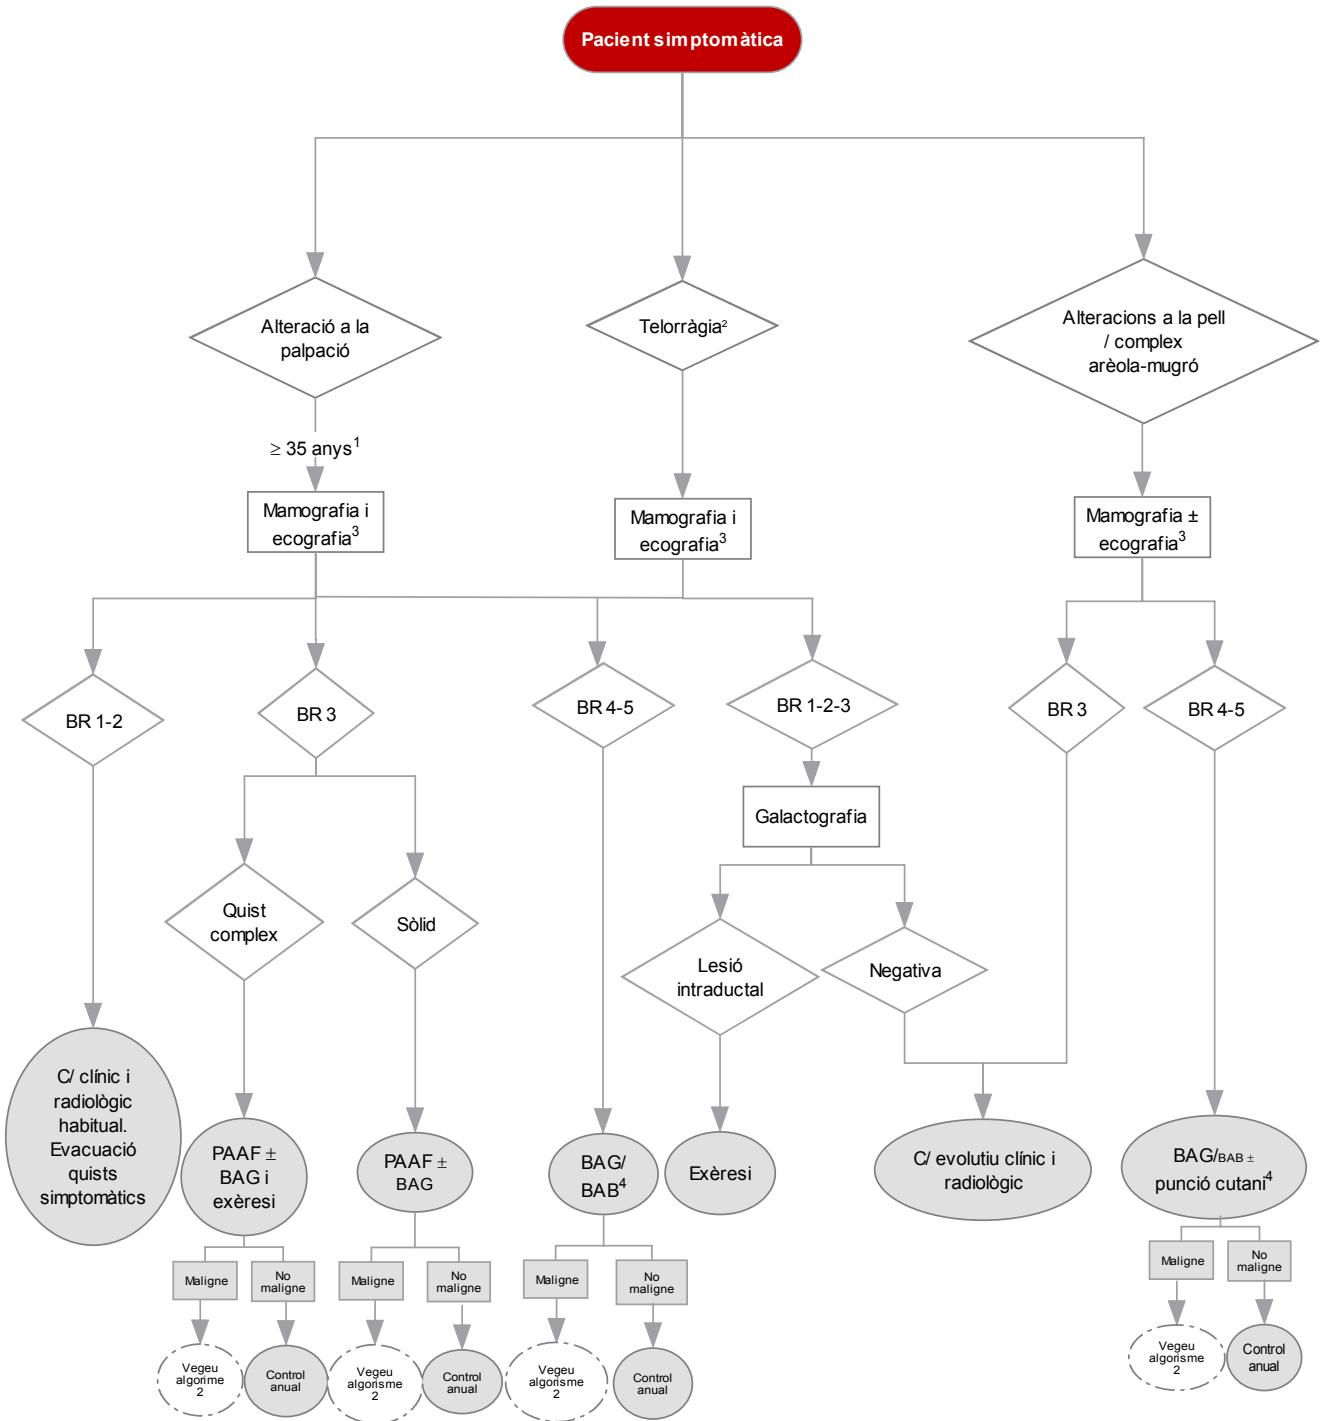 Pacient simptomàtica
Alteració a la
palpació
Telorràgia²
Alteracions a la pell
/ complex
arèola-mugró
≥ 35 anys¹
Mamografia i
ecografia³
Mamografia i
ecografia³
Mamografia ±
ecografia³
BR 1-2
BR 3
BR 4-5
BR 1-2-3
BR 3
BR 4-5
Galactografia
Quist
complex
Sòlid
Lesió
intraductal
Negativa
C/ clínic i
radiològic
habitual.
Evacuació
quists
simptomàtics
PAAF ±
BAG i
exèresi
PAAF ±
BAG
BAG/
BAB⁴
Exèresi
C/ evolutiu clínic i
radiològic
BAG/BAB ±
punció cutani⁴
Maligne
No
maligne
Maligne
No
maligne
Maligne
No
maligne
Maligne
No
maligne
Vegeu
algorime
2
Control
anual
Vegeu
algorisme
2
Control
anual
Vegeu
algorisme
2
Control
anual
Vegeu
algorisme
2
Control
anual